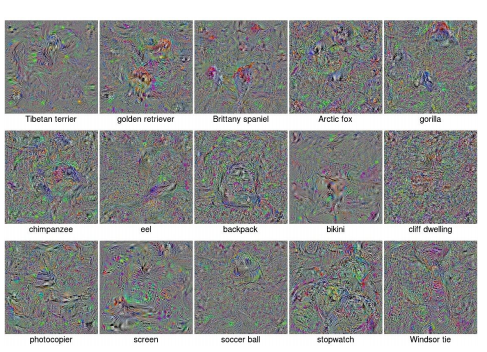 Tibetan terrier golden retriever Brittany spaniel Arctic fox gorilla
chimpanzee eel backpack bikini cliff dwelling
photocopier screen soccer ball stopwatch Windsor tie